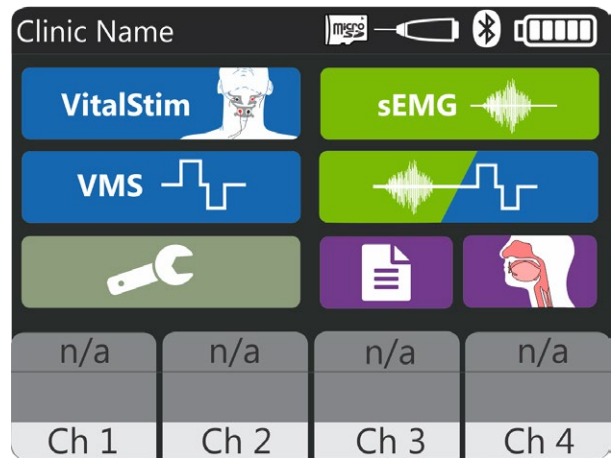 Clinic Name
micro
VitalStim
sEMG
VMS
n/a n/a n/a n/a
Ch 1 Ch 2 Ch 3 Ch 4